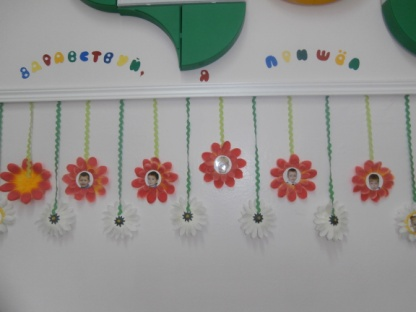 Здравствуй,
я
пришёл